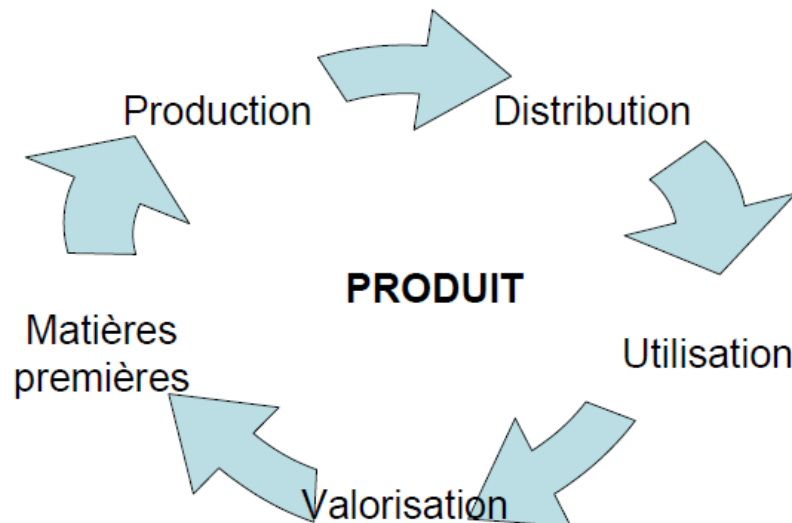 Production
Distribution
PRODUIT
Matières
premières
Utilisation
Valorisation